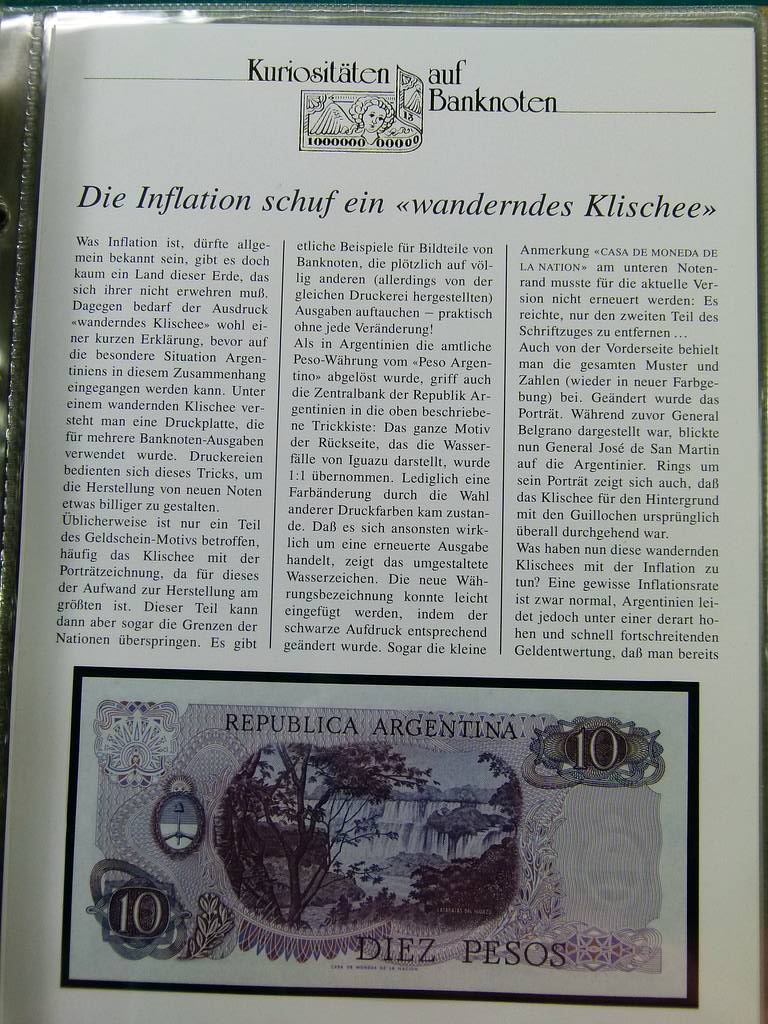 Kuriositäten auf
Banknoten
1000000 00000
Die Inflation schuf ein «wanderndes Klischee»
Was Inflation ist, dürfte allge-
mein bekannt sein, gibt es doch
kaum ein Land dieser Erde, das
sich ihrer nicht erwehren muß.
Dagegen bedarf der Ausdruck
«wanderndes Klischee» wohl ei-
ner kurzen Erklärung, bevor auf
die besondere Situation Argen-
tiniens in diesem Zusammenhang
eingegangen werden kann. Unter
einem wandernden Klischee ver-
steht man eine Druckplatte, die
für mehrere Banknoten-Ausgaben
verwendet wurde. Druckereien
bedienten sich dieses Tricks, um
die Herstellung von neuen Noten
etwas billiger zu gestalten.
Üblicherweise ist nur ein Teil
des Geldschein-Motivs betroffen,
häufig das Klischee mit der
Porträtzeichnung, da für dieses
der Aufwand zur Herstellung am
größten ist. Dieser Teil kann
dann aber sogar die Grenzen der
Nationen überspringen. Es gibt
etliche Beispiele für Bildteile von
Banknoten, die plötzlich auf völ-
lig anderen (allerdings von der
gleichen Druckerei hergestellten)
Ausgaben auftauchen – praktisch
ohne jede Veränderung!
Als in Argentinien die amtliche
Peso-Währung vom «Peso Argen-
tino» abgelöst wurde, griff auch
die Zentralbank der Republik Ar-
gentinien in die oben beschriebe-
ne Trickkiste: Das ganze Motiv
der Rückseite, das die Wasser-
fälle von Iguazu darstellt, wurde
1:1 übernommen. Lediglich eine
Farbänderung durch die Wahl
anderer Druckfarben kam zustan-
de. Daß es sich ansonsten wirk-
lich um eine erneuerte Ausgabe
handelt, zeigt das umgestaltete
Wasserzeichen. Die neue Wäh-
rungsbezeichnung konnte leicht
eingefügt werden, indem der
schwarze Aufdruck entsprechend
geändert wurde. Sogar die kleine
Anmerkung «CASA DE MONEDA DE
LA NATION» am unteren Noten-
rand musste für die aktuelle Ver-
sion nicht erneuert werden: Es
reichte, nur den zweiten Teil des
Schriftzuges zu entfernen ...
Auch von der Vorderseite behielt
man die gesamten Muster und
Zahlen (wieder in neuer Farbge-
bung) bei. Geändert wurde das
Porträt. Während zuvor General
Belgrano dargestellt war, blickte
nun General José de San Martin
auf die Argentinier. Rings um
sein Porträt zeigt sich auch, daß
das Klischee für den Hintergrund
mit den Guillochen ursprünglich
überall durchgehend war.
Was haben nun diese wandernden
Klischees mit der Inflation zu
tun? Eine gewisse Inflationsrate
ist zwar normal, Argentinien lei-
det jedoch unter einer derart ho-
hen und schnell fortschreitenden
Geldentwertung, daß man bereits
REPUBLICA ARGENTINA
10
10
CATARATAS DEL IGUAZU
DIEZ PESOS
CASA DE MONEDA DE LA NACION